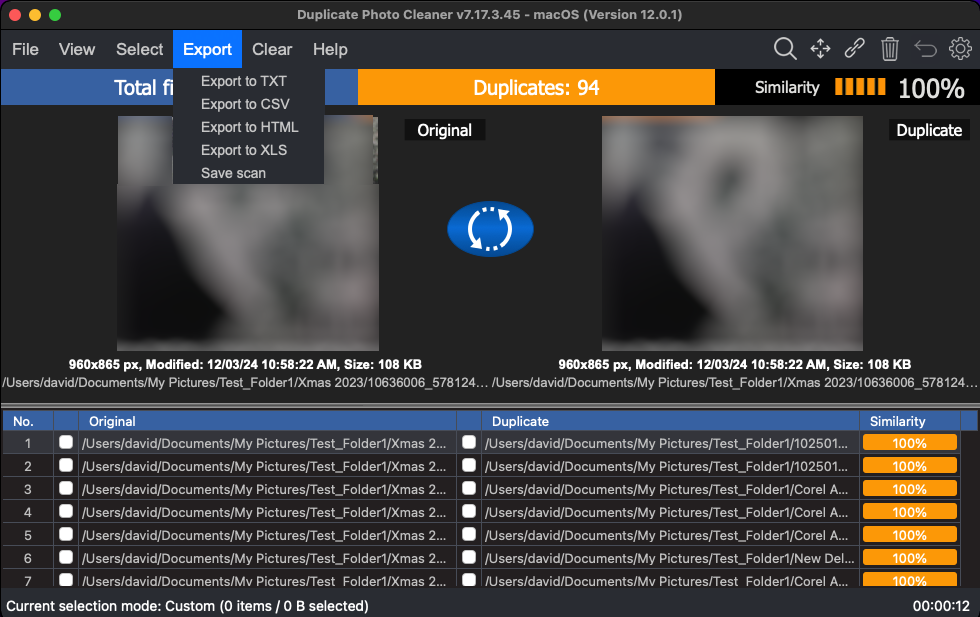 Duplicate Photo Cleaner v7.17.3.45 - macOS (Version 12.0.1)
File View Select Export Clear Help
Export to TXT
Export to CSV
Export to HTML
Export to XLS
Save scan
Total
Duplicates: 94
Similarity 100%
Original
Duplicate
960x865 px, Modified: 12/03/24 10:58:22 AM, Size: 108 KB
/Users/david/Documents/My Pictures/Test_Folder1/Xmas 2023/10636006_578124...
960x865 px, Modified: 12/03/24 10:58:22 AM, Size: 108 KB
/Users/david/Documents/My Pictures/Test_Folder1/Xmas 2023/10636006_578124...
No. Original Duplicate Similarity
1 /Users/david/Documents/My Pictures/Test_Folder1/Xmas 2... /Users/david/Documents/My Pictures/Test_Folder1/102501... 100%
2 /Users/david/Documents/My Pictures/Test_Folder1/Xmas 2... /Users/david/Documents/My Pictures/Test_Folder1/102501... 100%
3 /Users/david/Documents/My Pictures/Test_Folder1/Xmas 2... /Users/david/Documents/My Pictures/Test_Folder1/Corel A... 100%
4 /Users/david/Documents/My Pictures/Test_Folder1/Xmas 2... /Users/david/Documents/My Pictures/Test_Folder1/Corel A... 100%
5 /Users/david/Documents/My Pictures/Test_Folder1/Xmas 2... /Users/david/Documents/My Pictures/Test_Folder1/Corel A... 100%
6 /Users/david/Documents/My Pictures/Test_Folder1/Xmas 2... /Users/david/Documents/My Pictures/Test_Folder1/New Del... 100%
7 /Users/david/Documents/My Pictures/Test_Folder1/Xmas 2... /Users/david/Documents/My Pictures/Test_Folder1/Corel A... 100%
Current selection mode: Custom (0 items / 0 B selected) 00:00:12